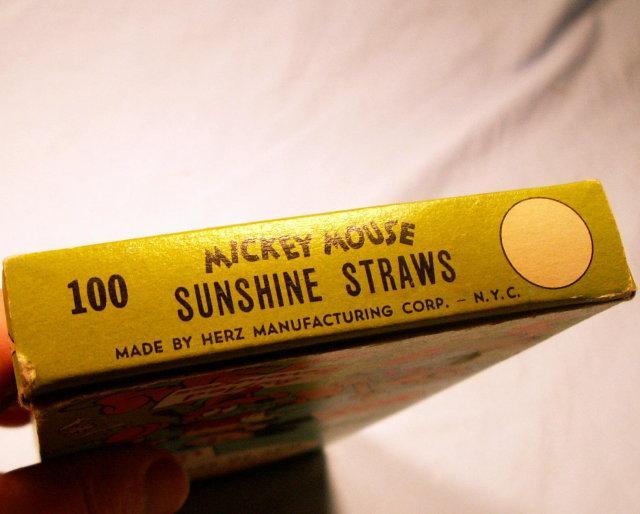 MICKEY MOUSE
100 SUNSHINE STRAWS
MADE BY HERZ MANUFACTURING CORP. – N.Y.C.